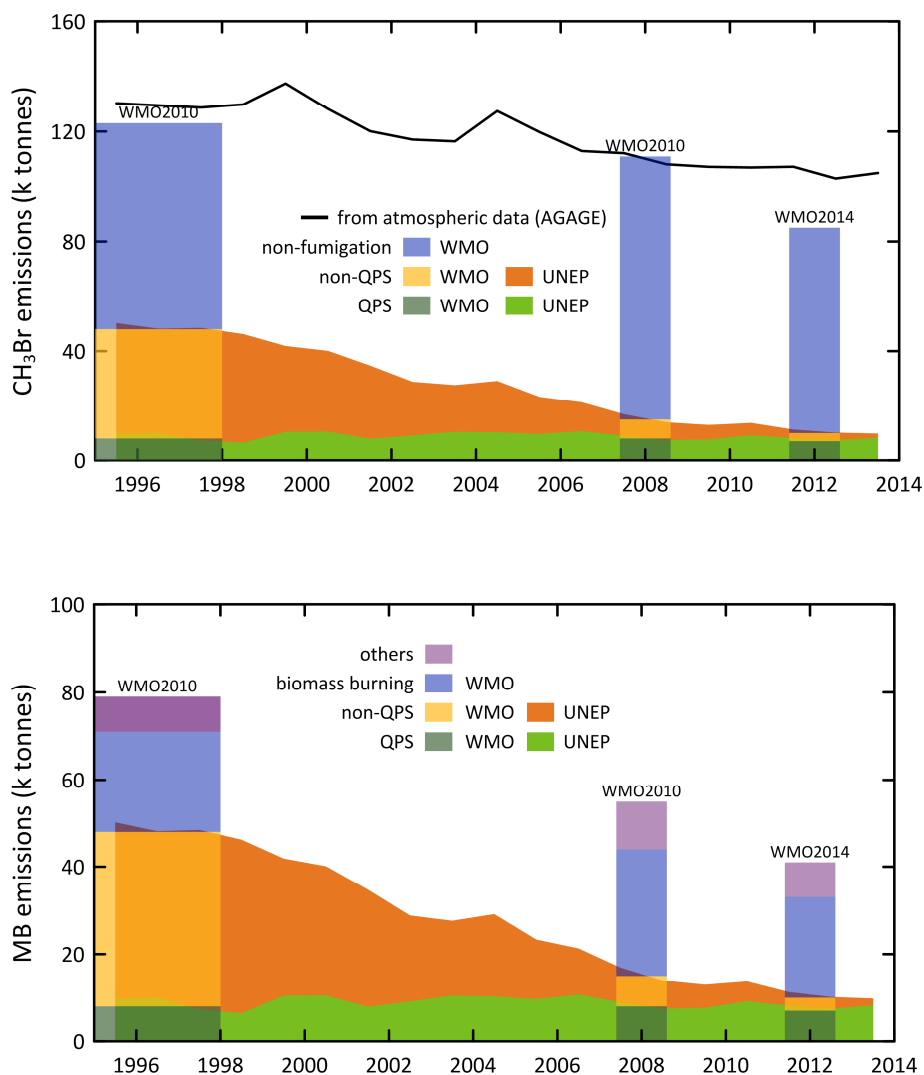 160
120
80
40
0
CH₃Br emissions (k tonnes)
WMO2010
WMO2010
WMO2014
from atmospheric data (AGAGE)
non-fumigation WMO
non-QPS WMO UNEP
QPS WMO UNEP
1996 1998 2000 2002 2004 2006 2008 2010 2012 2014
100
80
60
40
20
0
MB emissions (k tonnes)
others
biomass burning WMO
non-QPS WMO UNEP
QPS WMO UNEP
WMO2010
WMO2010
WMO2014
1996 1998 2000 2002 2004 2006 2008 2010 2012 2014